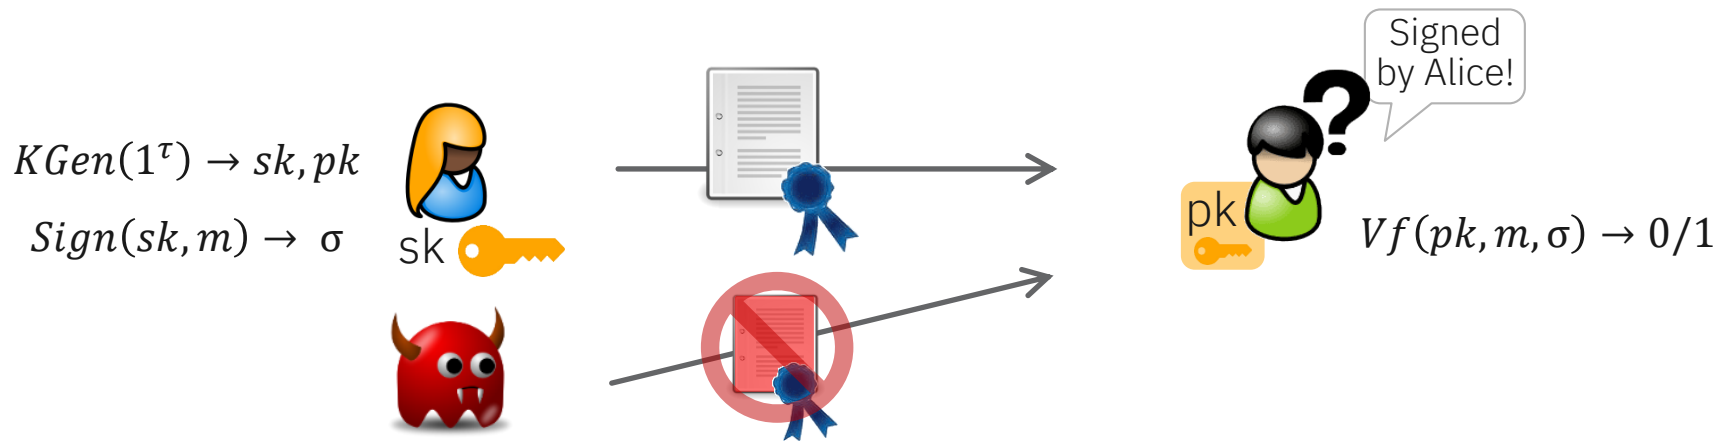 Signed
by Alice!
KGen(1^τ) → sk, pk
Sign(sk, m) → σ
sk
pk
Vf(pk, m, σ) → 0/1